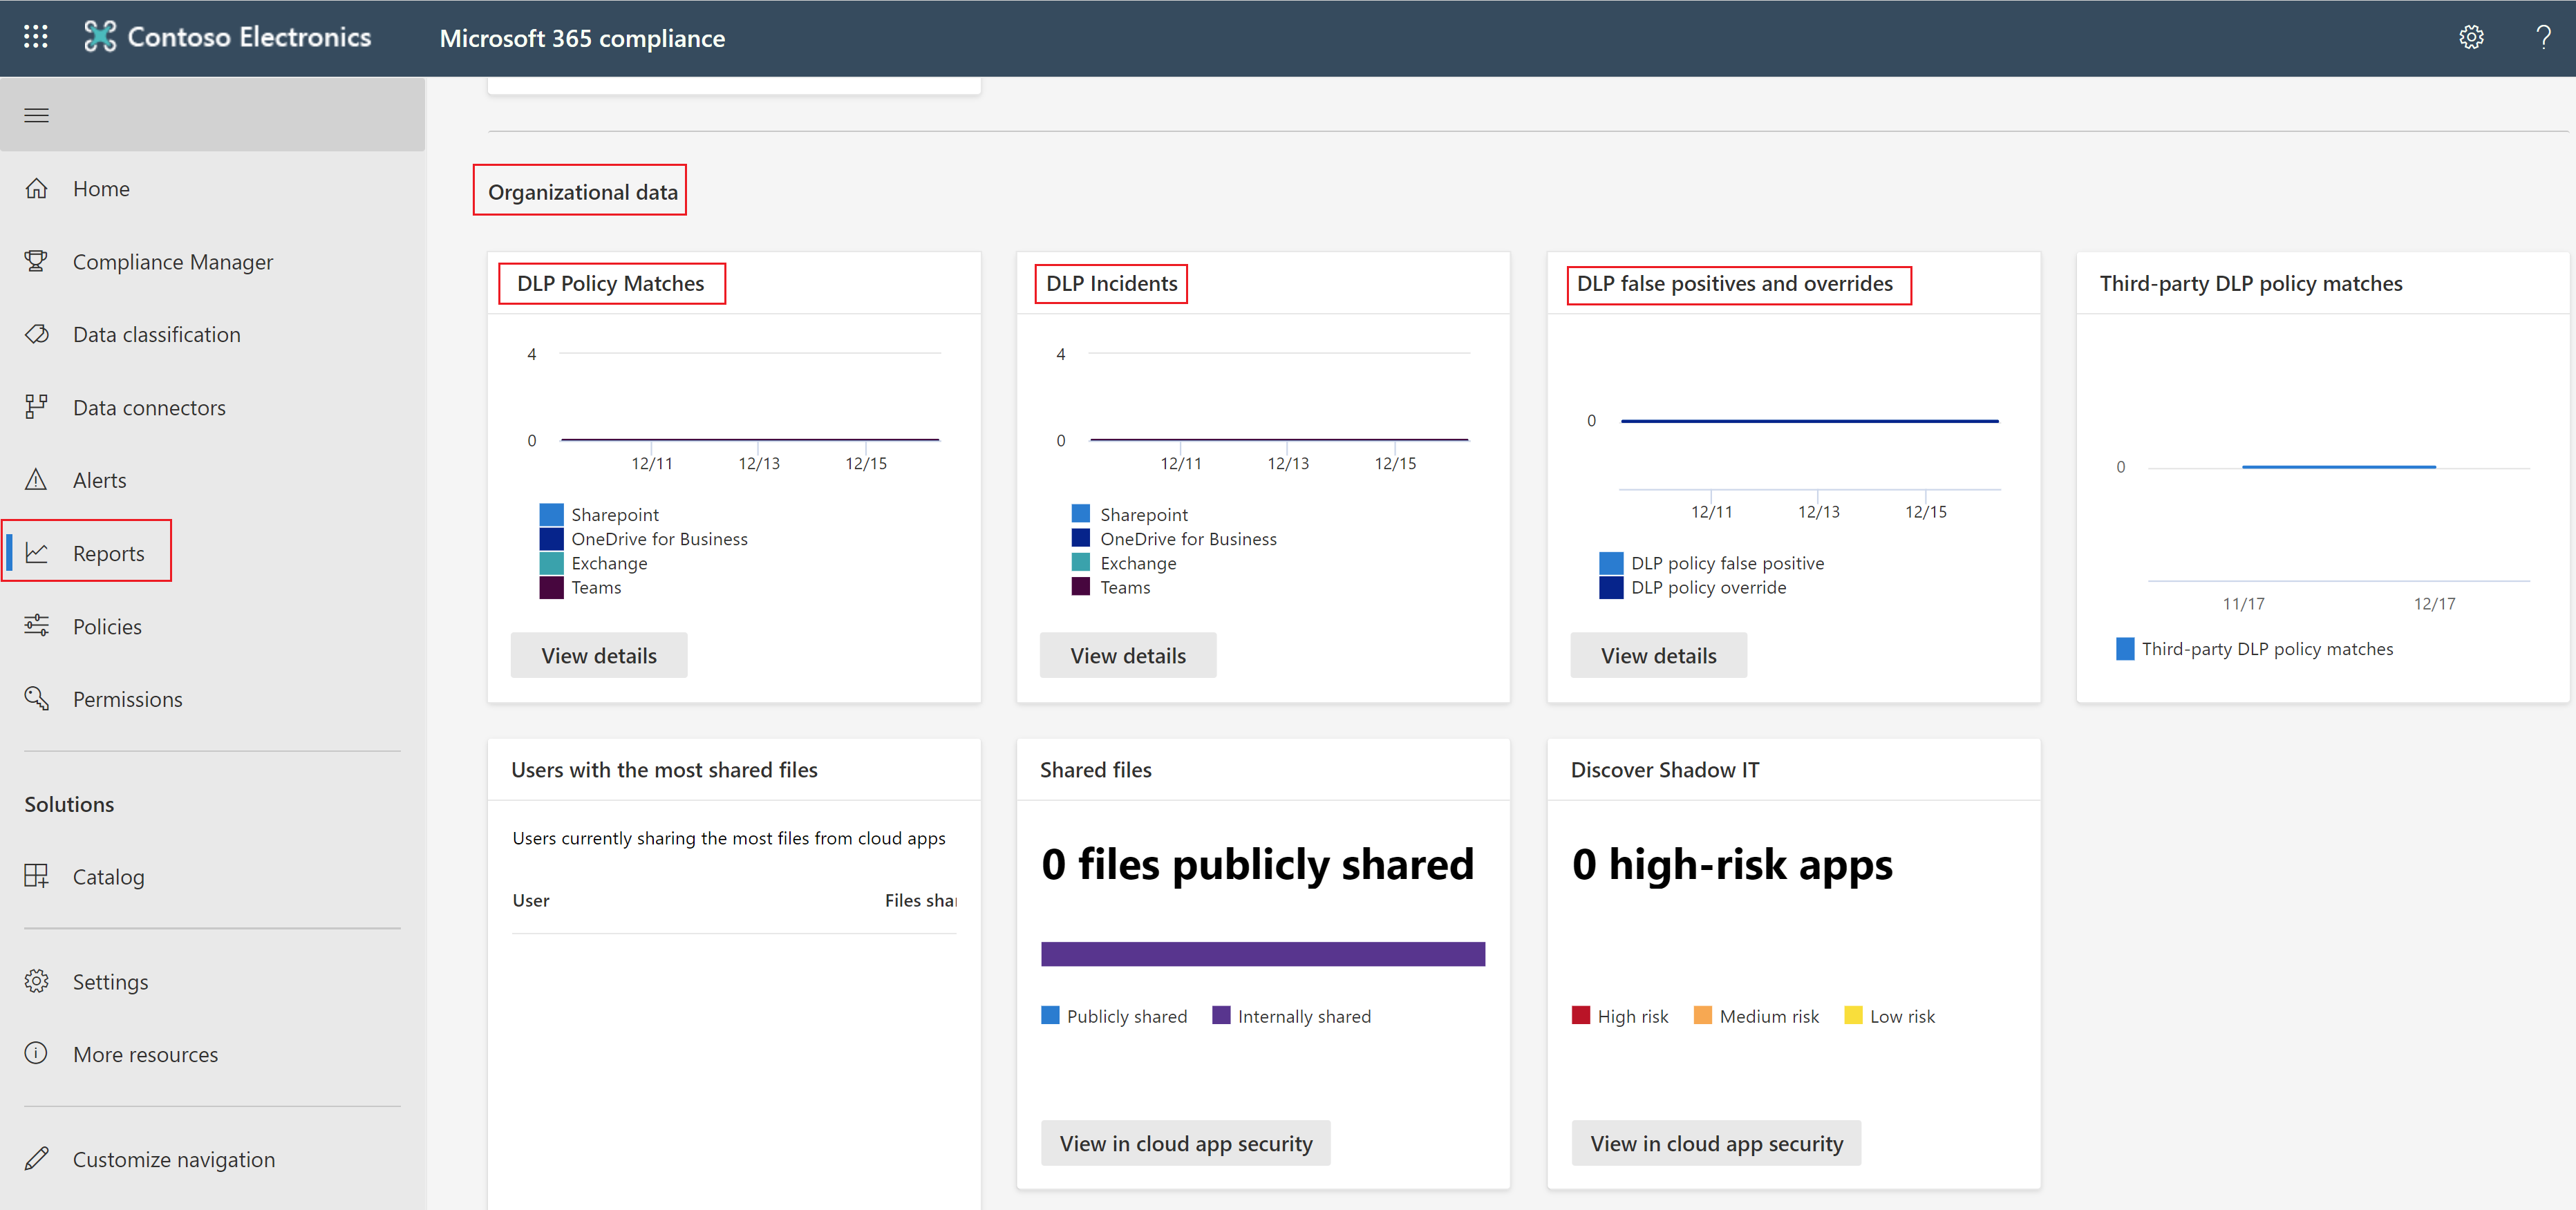 Contoso Electronics
Microsoft 365 compliance
?
Home
Compliance Manager
Data classification
Data connectors
Alerts
Reports
Policies
Permissions
Solutions
Catalog
Settings
More resources
Customize navigation
Organizational data
DLP Policy Matches
4
0
12/11 12/13 12/15
Sharepoint
OneDrive for Business
Exchange
Teams
View details
DLP Incidents
4
0
12/11 12/13 12/15
Sharepoint
OneDrive for Business
Exchange
Teams
View details
DLP false positives and overrides
0
12/11 12/13 12/15
DLP policy false positive
DLP policy override
View details
Third-party DLP policy matches
0
11/17 12/17
Third-party DLP policy matches
Users with the most shared files
Users currently sharing the most files from cloud apps
User Files shar
Shared files
0 files publicly shared
Publicly shared Internally shared
View in cloud app security
Discover Shadow IT
0 high-risk apps
High risk Medium risk Low risk
View in cloud app security